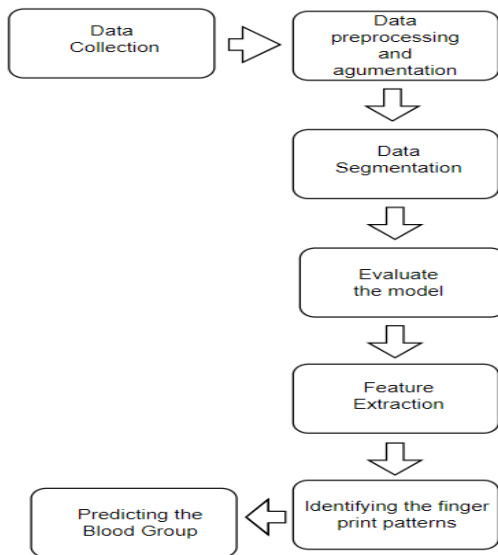 Data
Collection
Data
preprocessing
and
agumentation
Data
Segmentation
Evaluate
the model
Feature
Extraction
Identifying the finger
print patterns
Predicting the
Blood Group